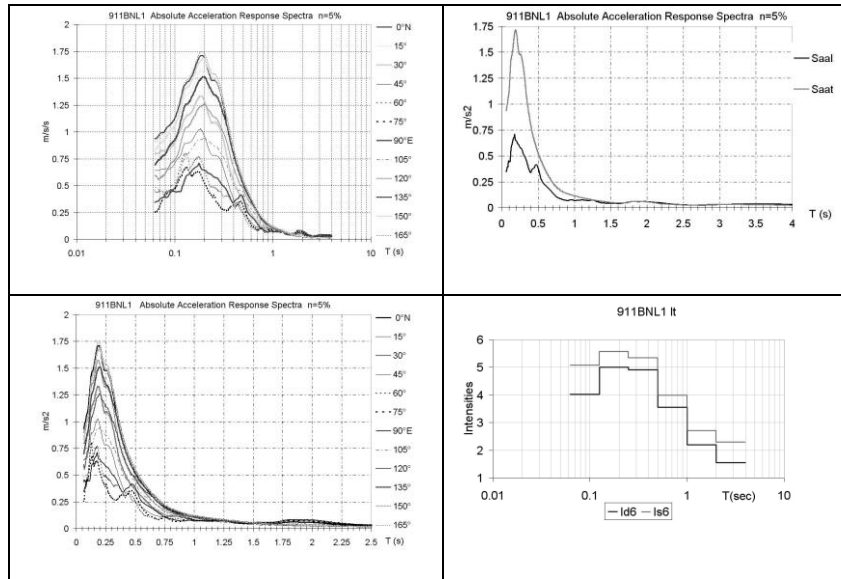 911BNL1 Absolute Acceleration Response Spectra n=5%
m/s/s
2
1.75
1.5
1.25
1
0.75
0.5
0.25
0
0.01 0.1 1 10
T (s)
0°N
15°
30°
45°
60°
75°
90°E
105°
120°
135°
150°
165°
911BNL1 Absolute Acceleration Response Spectra n=5%
m/s2
1.75
1.5
1.25
1
0.75
0.5
0.25
0
0 0.5 1 1.5 2 2.5 3 3.5 4
T (s)
Saal
Saat
911BNL1 Absolute Acceleration Response Spectra n=5%
m/s2
2
1.75
1.5
1.25
1
0.75
0.5
0.25
0
0 0.25 0.5 0.75 1 1.25 1.5 1.75 2 2.25 2.5
T (s)
0°N
15°
30°
45°
60°
75°
90°E
105°
120°
135°
150°
165°
911BNL1 It
Intensities
6
5
4
3
2
1
0.01 0.1 1 10
T(sec)
Id6 Is6